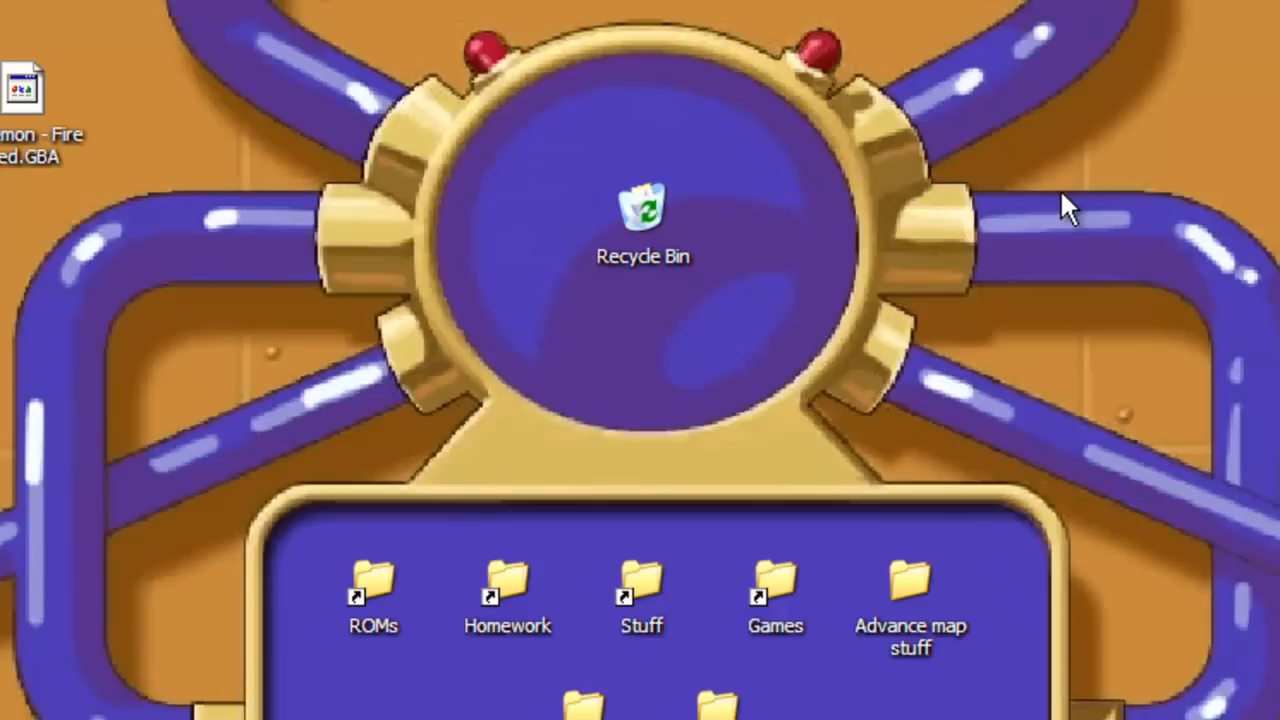 mon - Fire
ed.GBA
Recycle Bin
ROMs
Homework
Stuff
Games
Advance map
stuff